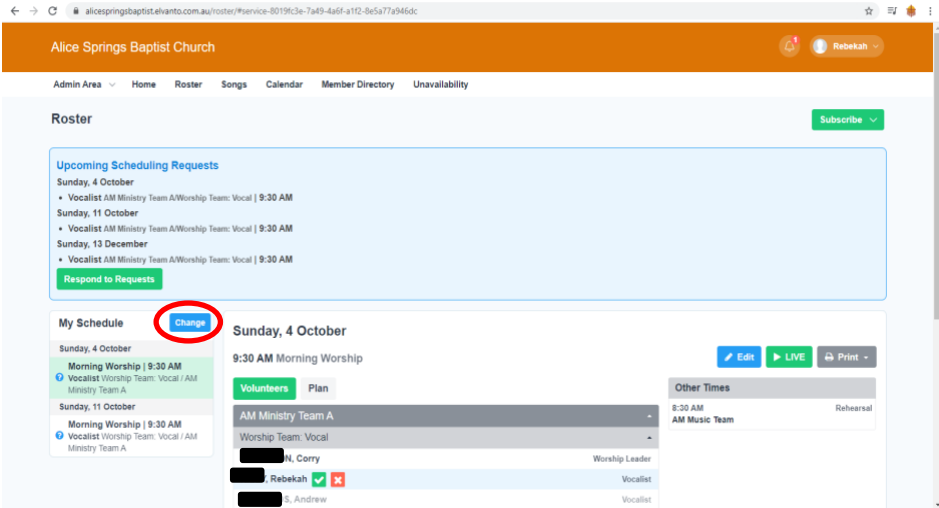 alicespringsbaptist.elvanto.com.au/roster/#service-8019fc3e-7a49-4a6f-a1f2-8e5a77a946dc
Alice Springs Baptist Church
1
Rebekah
Admin Area Home Roster Songs Calendar Member Directory Unavailability
Roster
Subscribe
Upcoming Scheduling Requests
Sunday, 4 October
• Vocalist AM Ministry Team A/Worship Team: Vocal | 9:30 AM
Sunday, 11 October
• Vocalist AM Ministry Team A/Worship Team: Vocal | 9:30 AM
Sunday, 13 December
• Vocalist AM Ministry Team A/Worship Team: Vocal | 9:30 AM
Respond to Requests
My Schedule Change
Sunday, 4 October
Morning Worship | 9:30 AM
? Vocalist Worship Team: Vocal / AM
Ministry Team A
Sunday, 11 October
Morning Worship | 9:30 AM
? Vocalist Worship Team: Vocal / AM
Ministry Team A
Sunday, 4 October
9:30 AM Morning Worship
Edit LIVE Print
Volunteers Plan
AM Ministry Team A
Worship Team: Vocal
N, Corry Worship Leader
, Rebekah Vocalist
S, Andrew Vocalist
Other Times
8:30 AM Rehearsal
AM Music Team